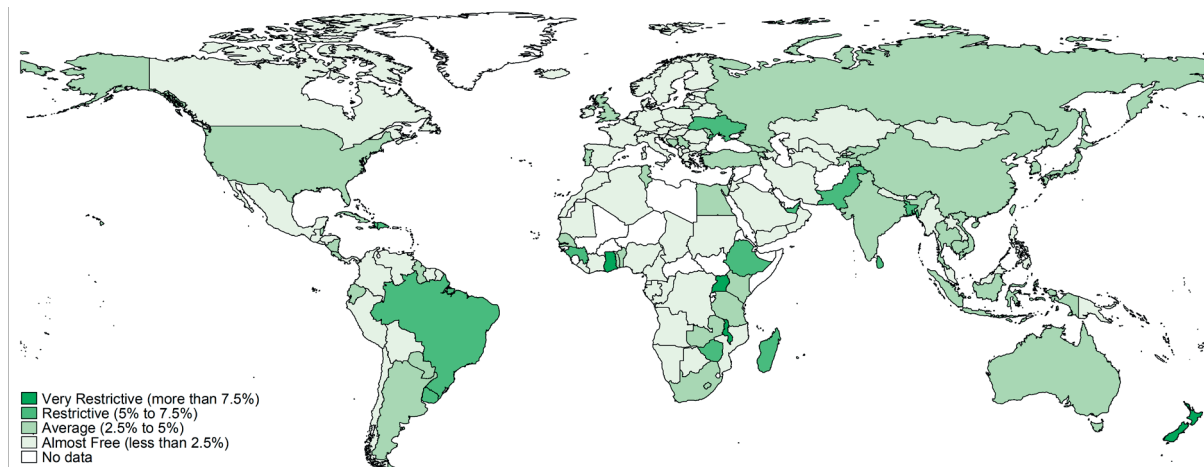 Very Restrictive (more than 7.5%)
Restrictive (5% to 7.5%)
Average (2.5% to 5%)
Almost Free (less than 2.5%)
No data